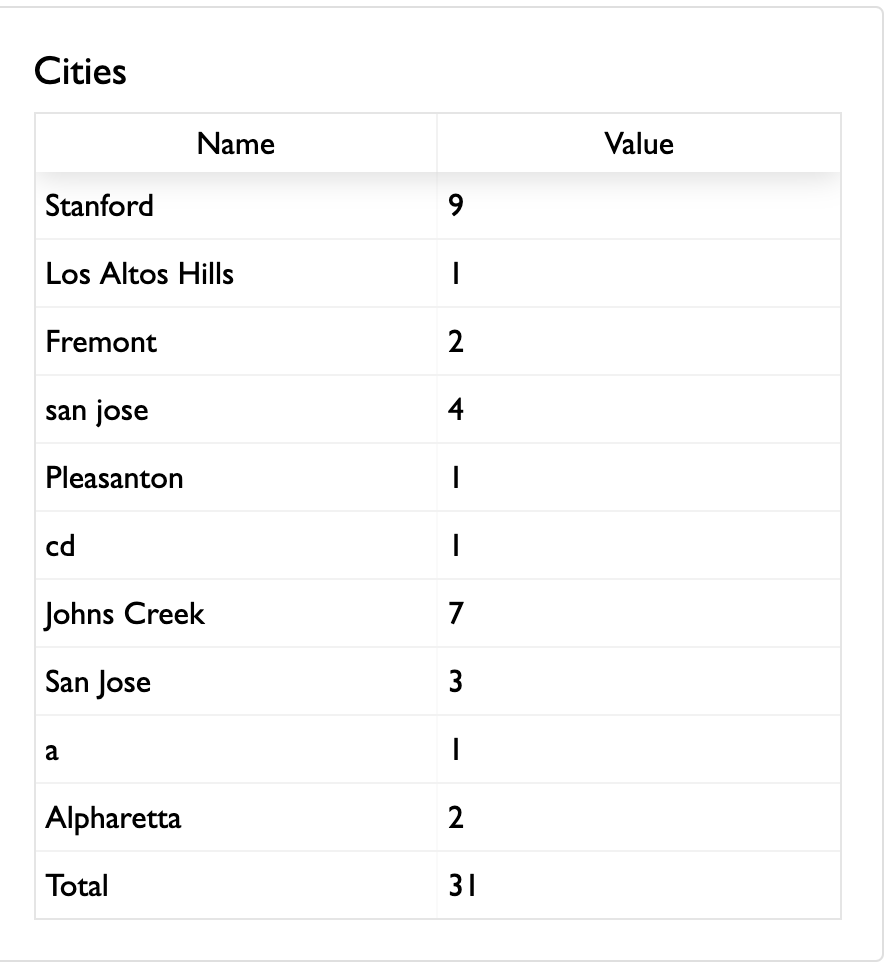 Cities
Name Value
Stanford 9
Los Altos Hills 1
Fremont 2
san jose 4
Pleasanton 1
cd 1
Johns Creek 7
San Jose 3
a 1
Alpharetta 2
Total 31